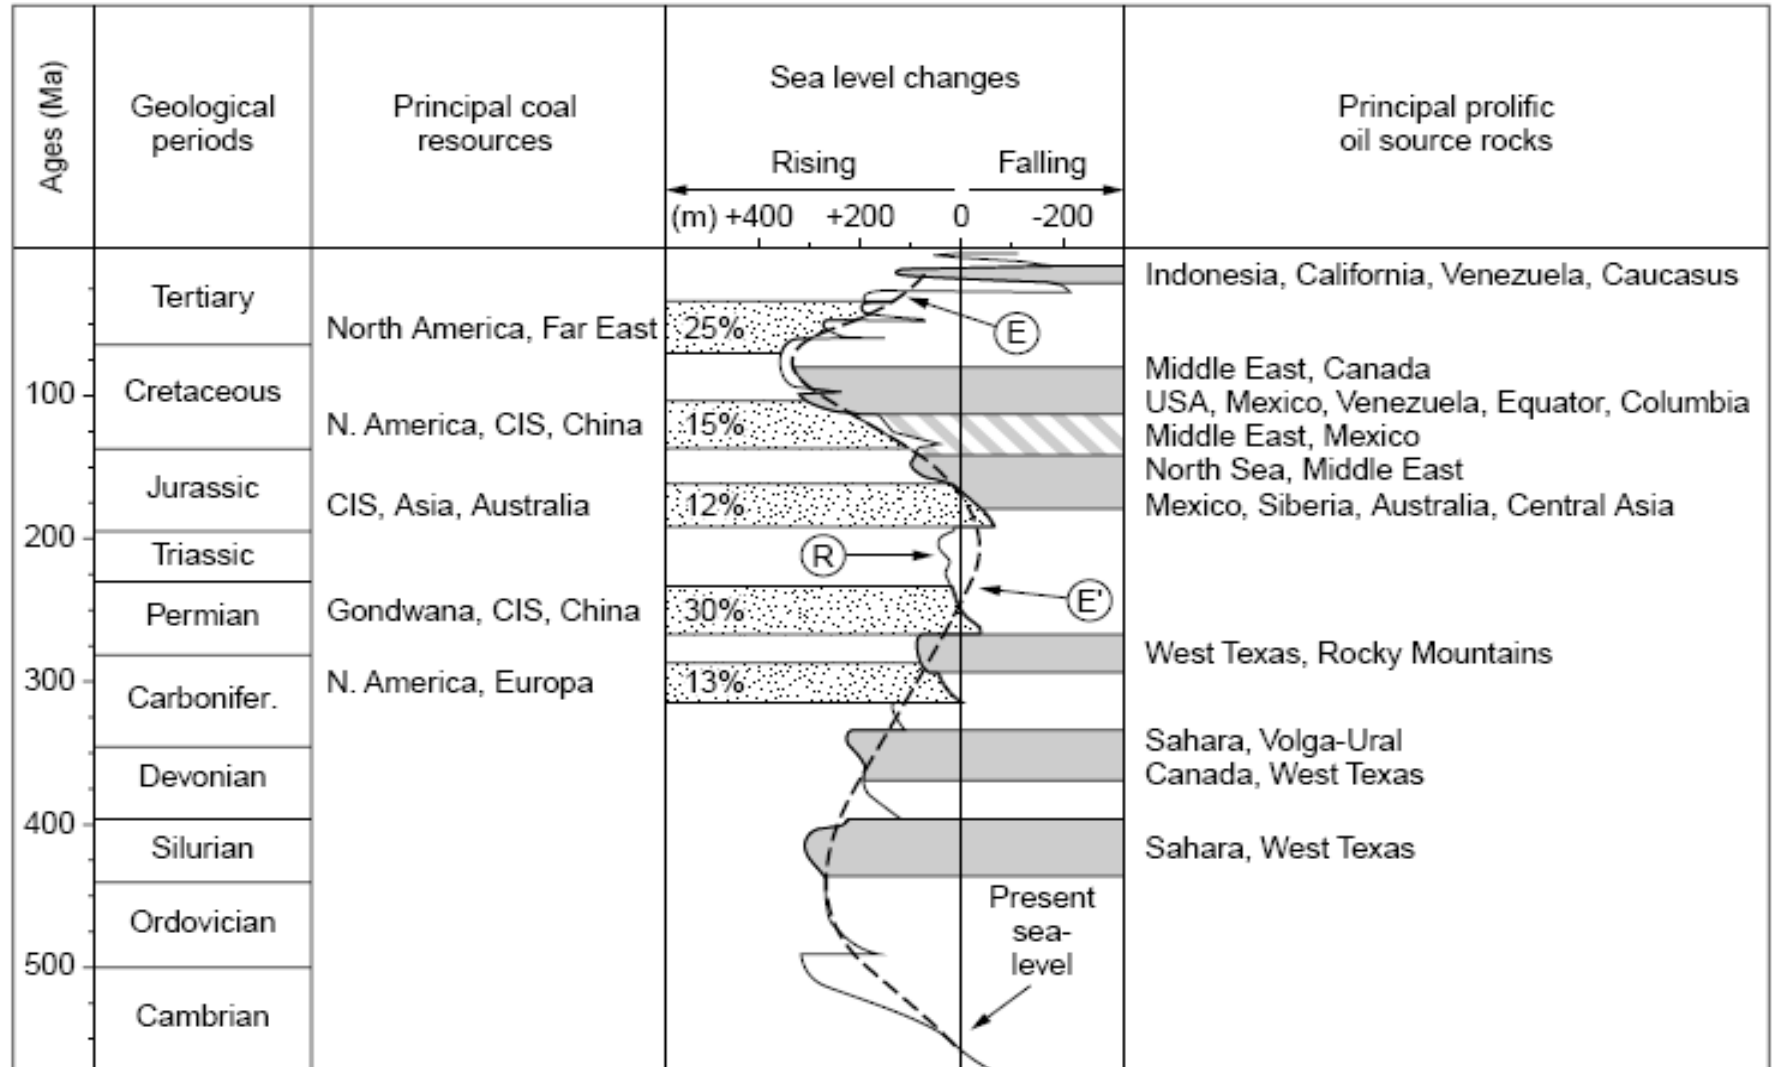 Ages (Ma)
Geological
periods
Principal coal
resources
Sea level changes
Rising
Falling
(m) +400 +200 0 -200
Principal prolific
oil source rocks
Tertiary
Indonesia, California, Venezuela, Caucasus
North America, Far East 25%
E
Middle East, Canada
100
Cretaceous
USA, Mexico, Venezuela, Equator, Columbia
N. America, CIS, China 15%
Middle East, Mexico
North Sea, Middle East
Jurassic
CIS, Asia, Australia 12%
Mexico, Siberia, Australia, Central Asia
200
Triassic
R
E'
Permian
Gondwana, CIS, China 30%
West Texas, Rocky Mountains
300
Carbonifer.
N. America, Europa 13%
Sahara, Volga-Ural
Devonian
Canada, West Texas
400
Silurian
Sahara, West Texas
Present
sea-
level
Ordovician
500
Cambrian